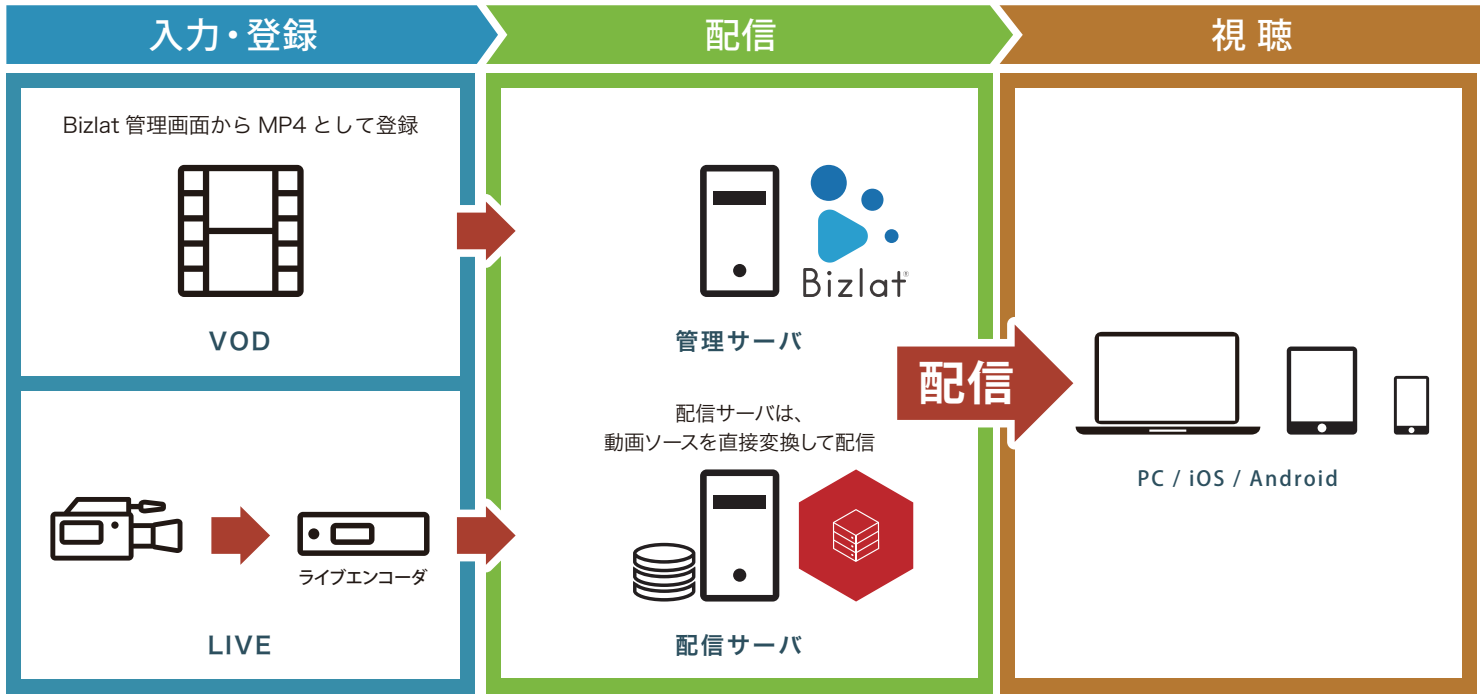 入力・登録
配信
視 聴
Bizlat 管理画面から MP4 として登録
VOD
ライブエンコーダ
LIVE
Bizlat®
管理サーバ
配信サーバは、
動画ソースを直接変換して配信
配信サーバ
配信
PC / iOS / Android